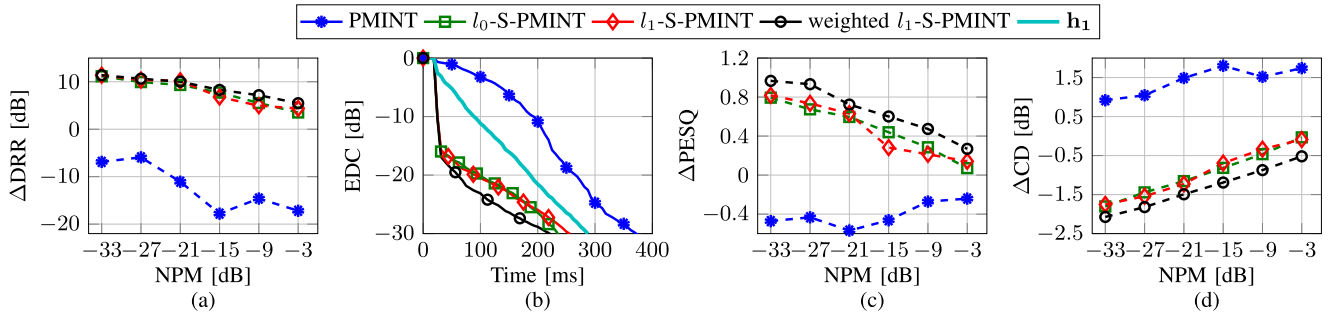 PMINT l0-S-PMINT l1-S-PMINT weighted l1-S-PMINT h1
ΔDRR [dB]
10
0
−10
−20
−33 −27 −21 −15 −9 −3
NPM [dB]
(a)
EDC [dB]
0
−10
−20
−30
0 100 200 300 400
Time [ms]
(b)
ΔPESQ
1.2
0.8
0.4
0
−0.4
−33 −27 −21 −15 −9 −3
NPM [dB]
(c)
ΔCD [dB]
1.5
0.5
−0.5
−1.5
−2.5
−33 −27 −21 −15 −9 −3
NPM [dB]
(d)